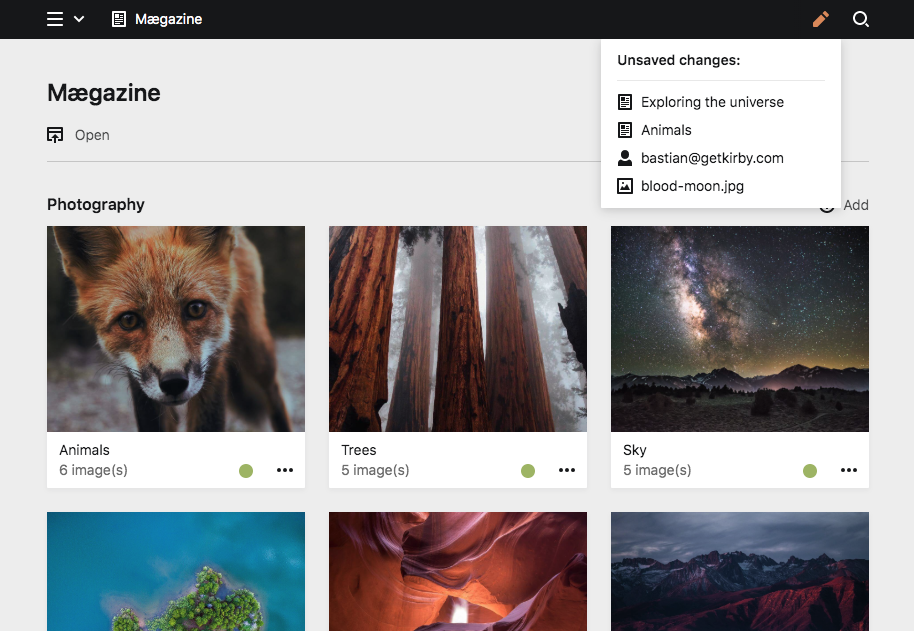 Mægazine
Unsaved changes:
Exploring the universe
Animals
bastian@getkirby.com
blood-moon.jpg
Mægazine
Open
Photography
Add
Animals
6 image(s)
Trees
5 image(s)
Sky
5 image(s)